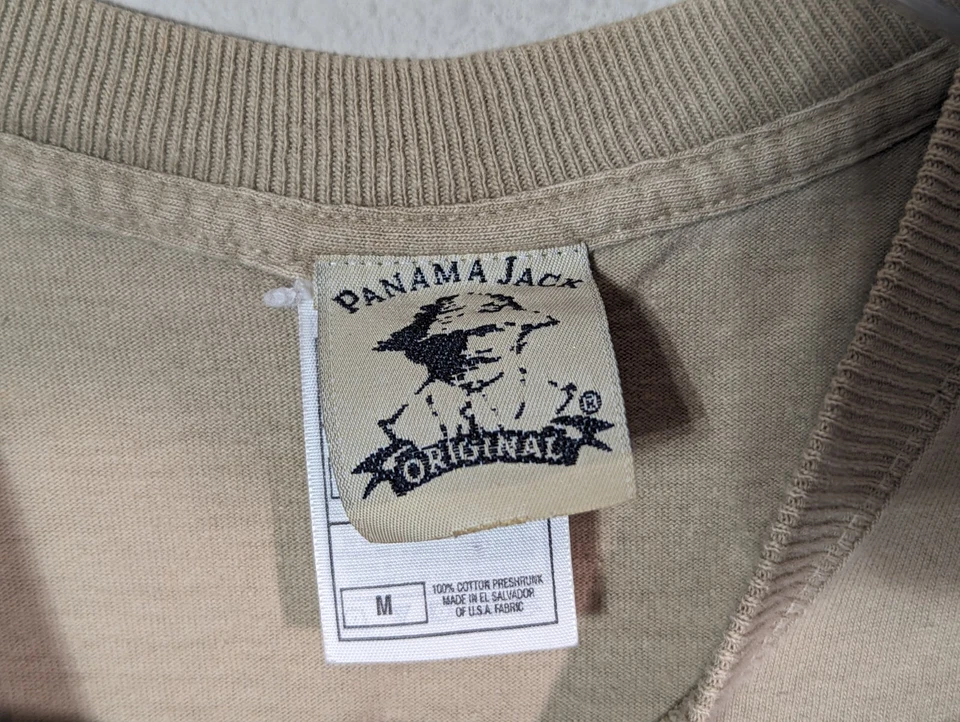 PANAMA JACK
®
ORIGINAL
M
100% COTTON PRESHRUNK
MADE IN EL SALVADOR
OF U.S.A. FABRIC